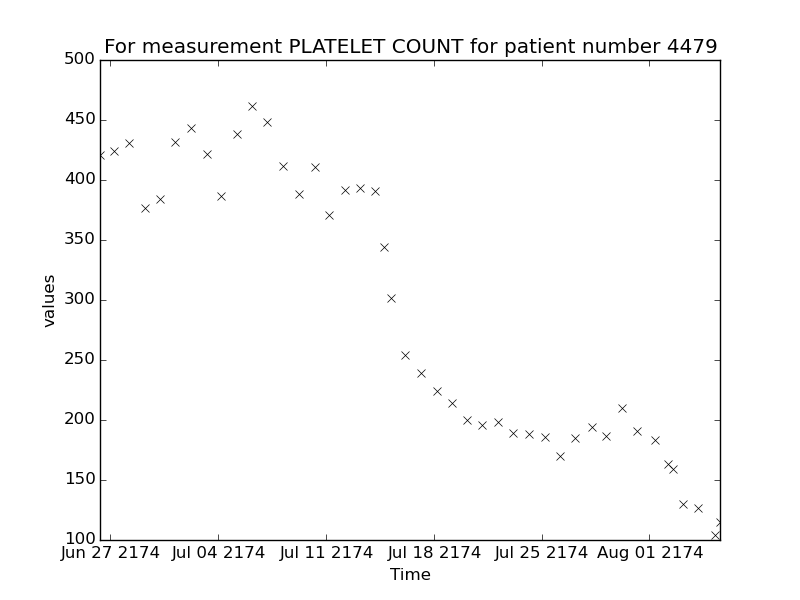 For measurement PLATELET COUNT for patient number 4479
500
450
400
350
300
250
200
150
100
values
Jun 27 2174 Jul 04 2174 Jul 11 2174 Jul 18 2174 Jul 25 2174 Aug 01 2174
Time